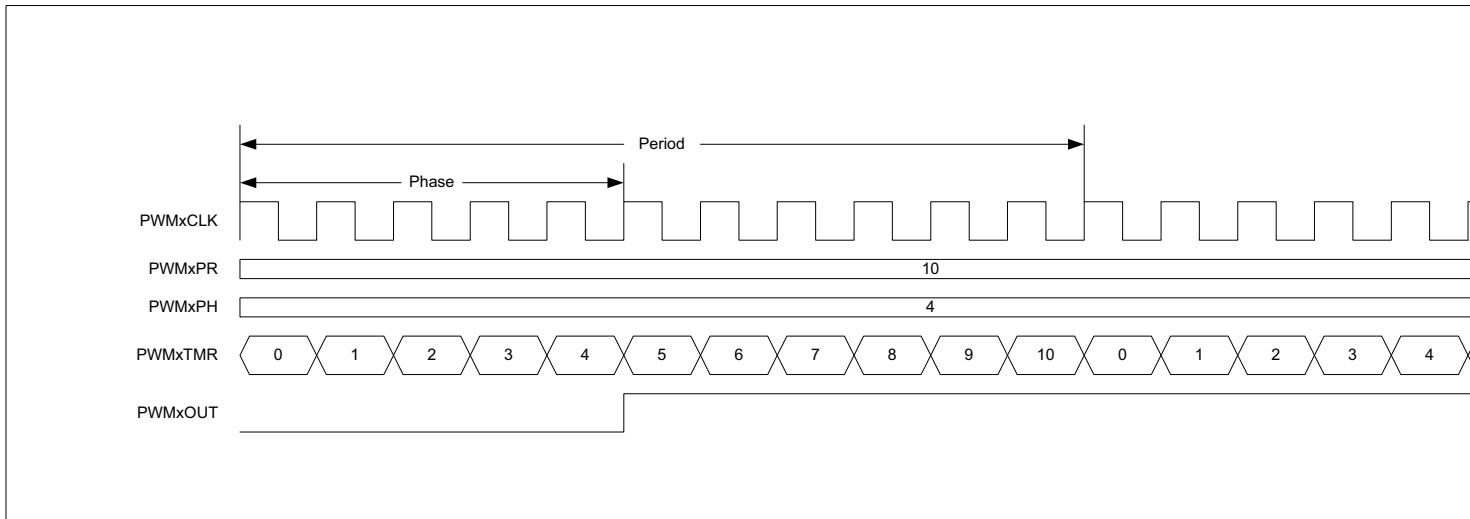 Period
Phase
PWMxCLK
PWMxPR 10
PWMxPH 4
PWMxTMR 0 1 2 3 4 5 6 7 8 9 10 0 1 2 3 4
PWMxOUT